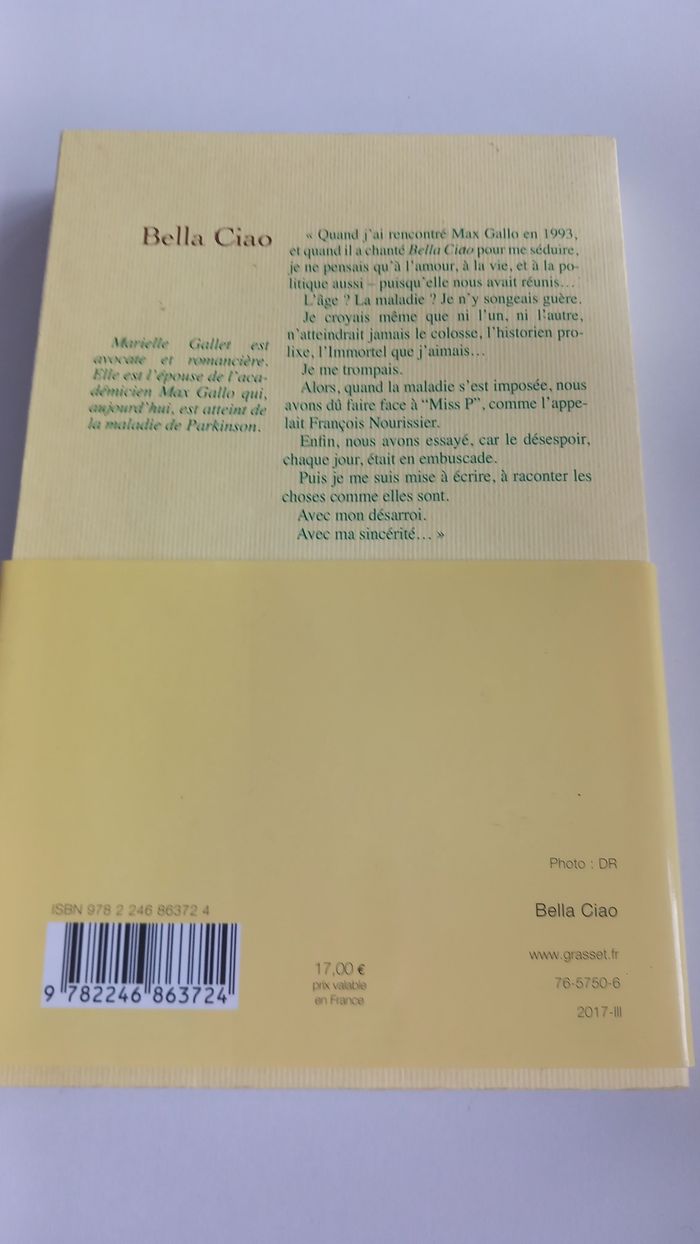 Bella Ciao
Marielle Gallet est
avocate et romancière.
Elle est l'épouse de l'aca-
démicien Max Gallo qui,
aujourd'hui, est atteint de
la maladie de Parkinson.
« Quand j'ai rencontré Max Gallo en 1993,
et quand il a chanté Bella Ciao pour me séduire,
je ne pensais qu'à l'amour, à la vie, et à la po-
litique aussi – puisqu'elle nous avait réunis…
L'âge ? La maladie ? Je n'y songeais guère.
Je croyais même que ni l'un, ni l'autre,
n'atteindrait jamais le colosse, l'historien pro-
lixe, l'Immortel que j'aimais…
Je me trompais.
Alors, quand la maladie s'est imposée, nous
avons dû faire face à “Miss P”, comme l'appe-
lait François Nourissier.
Enfin, nous avons essayé, car le désespoir,
chaque jour, était en embuscade.
Puis je me suis mise à écrire, à raconter les
choses comme elles sont.
Avec mon désarroi.
Avec ma sincérité… »
Photo : DR
ISBN 978 2 246 86372 4
9 782246 863724
17,00 €
prix valable
en France
Bella Ciao
www.grasset.fr
76-5750-6
2017-III